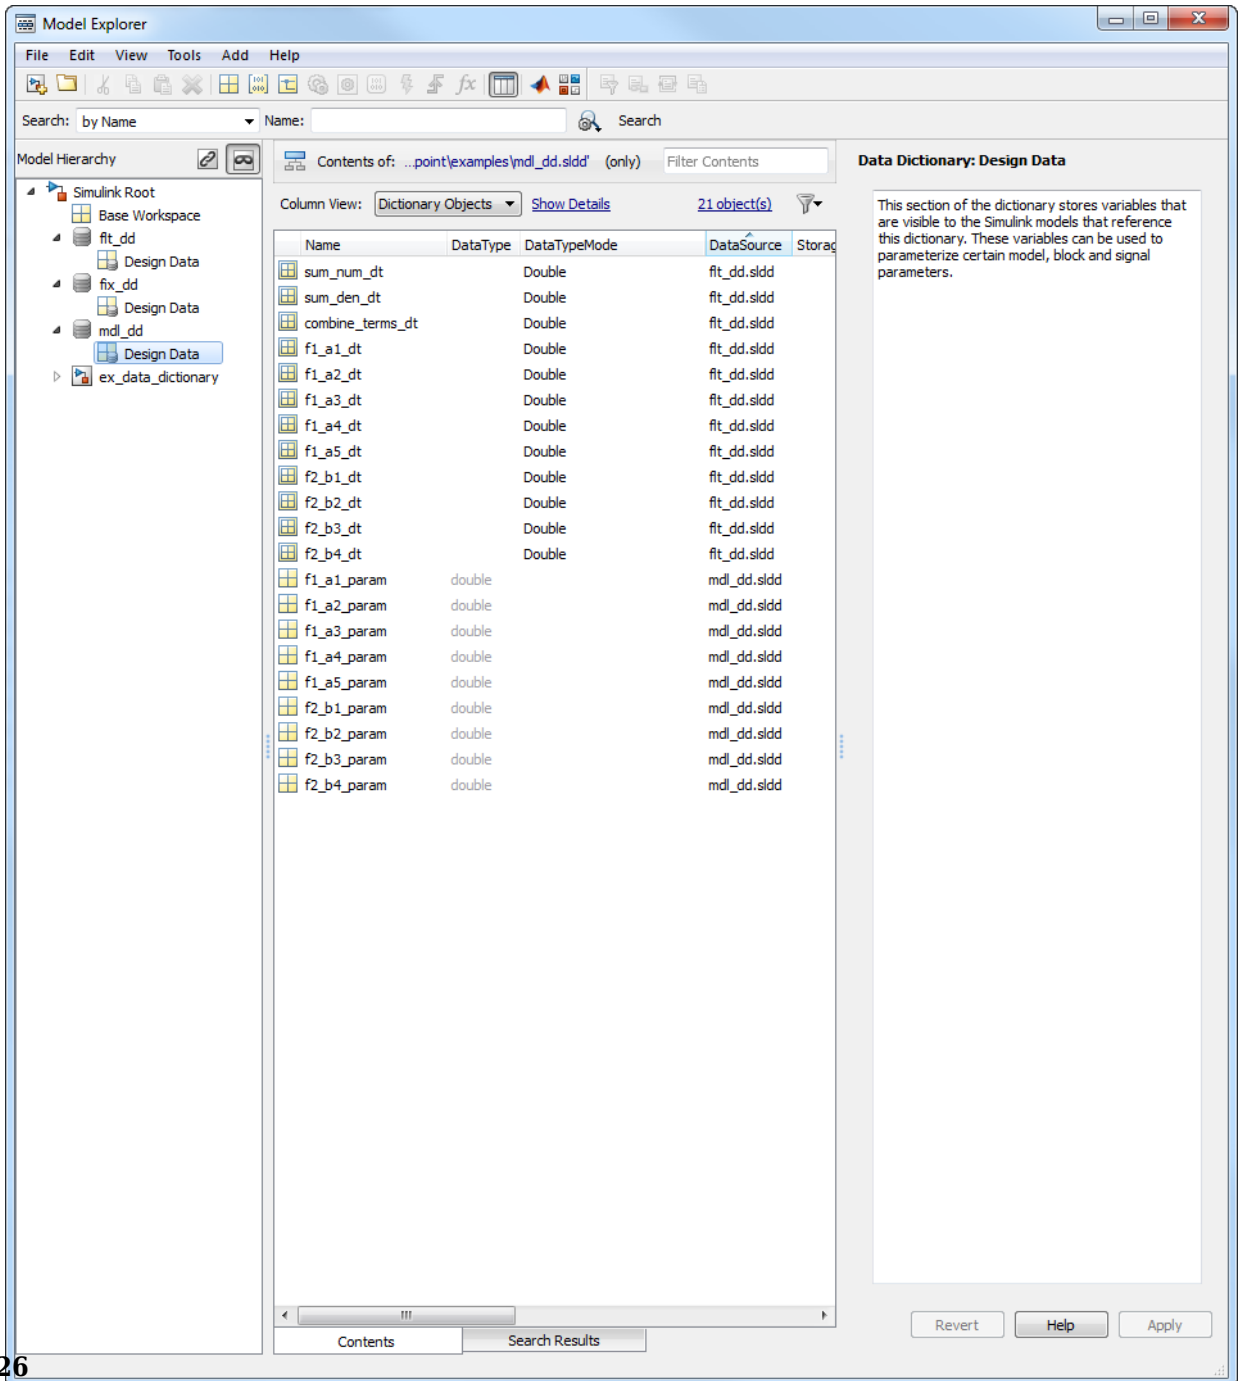 Model Explorer
File Edit View Tools Add Help
fx
Search: by Name Name: Search
Model Hierarchy
Simulink Root
Base Workspace
flt_dd
Design Data
fix_dd
Design Data
mdl_dd
Design Data
ex_data_dictionary
Contents of: ...point\examples\mdl_dd.sldd' (only) Filter Contents
Column View: Dictionary Objects Show Details 21 object(s)
Name DataType DataTypeMode DataSource Storag
sum_num_dt Double flt_dd.sldd
sum_den_dt Double flt_dd.sldd
combine_terms_dt Double flt_dd.sldd
f1_a1_dt Double flt_dd.sldd
f1_a2_dt Double flt_dd.sldd
f1_a3_dt Double flt_dd.sldd
f1_a4_dt Double flt_dd.sldd
f1_a5_dt Double flt_dd.sldd
f2_b1_dt Double flt_dd.sldd
f2_b2_dt Double flt_dd.sldd
f2_b3_dt Double flt_dd.sldd
f2_b4_dt Double flt_dd.sldd
f1_a1_param double mdl_dd.sldd
f1_a2_param double mdl_dd.sldd
f1_a3_param double mdl_dd.sldd
f1_a4_param double mdl_dd.sldd
f1_a5_param double mdl_dd.sldd
f2_b1_param double mdl_dd.sldd
f2_b2_param double mdl_dd.sldd
f2_b3_param double mdl_dd.sldd
f2_b4_param double mdl_dd.sldd
Contents Search Results
Data Dictionary: Design Data
This section of the dictionary stores variables that
are visible to the Simulink models that reference
this dictionary. These variables can be used to
parameterize certain model, block and signal
parameters.
Revert Help Apply
26